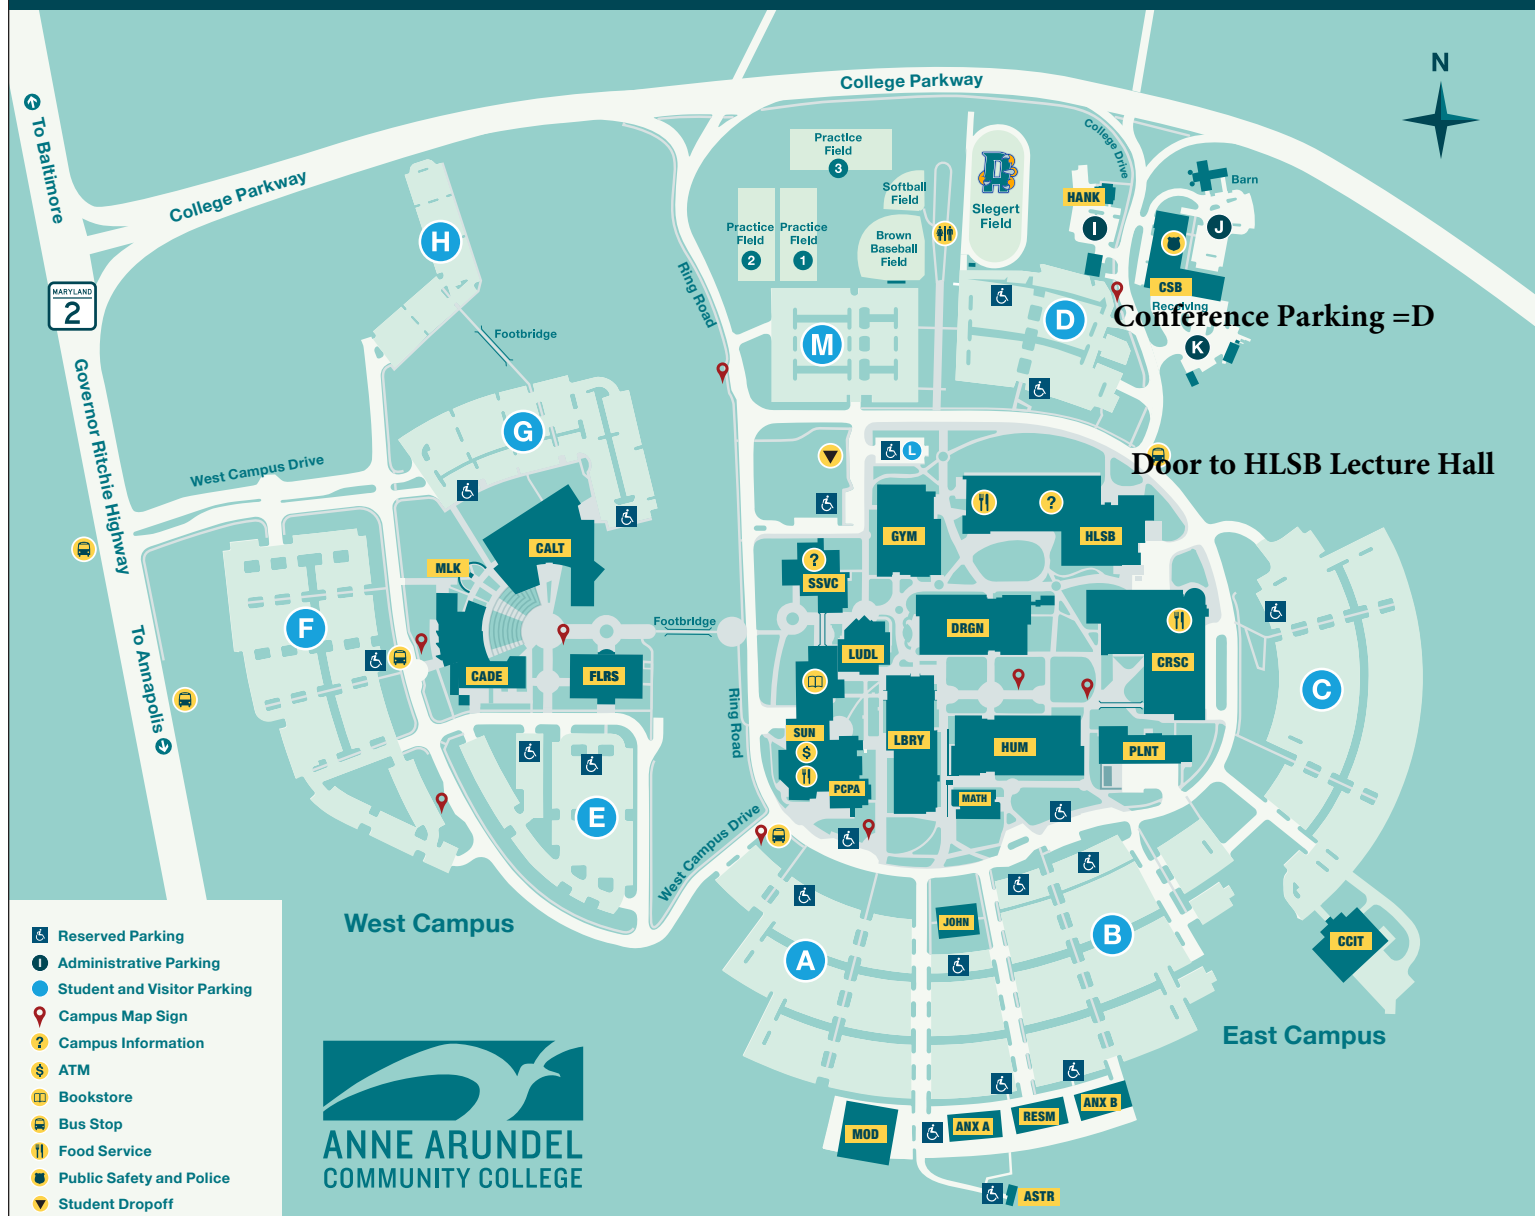 N
College Parkway
To Baltimore
College Parkway
College Drive
Practice
Field
3
Softball
Field
Slegert
Field
HANK
Barn
I
J
Practice
Field
2
Practice
Field
1
Brown
Baseball
Field
H
MARYLAND
2
Ring Road
CSB
Receiving
Conference Parking =D
D
M
K
Footbridge
Governor Ritchie Highway
G
L
West Campus Drive
Door to HLSB Lecture Hall
?
GYM
HLSB
CALT
MLK
?
SSVC
F
Footbridge
DRGN
LUDL
CRSC
To Annapolis
CADE
FLRS
C
Ring Road
SUN
$
LBRY
HUM
PLNT
PCPA
MATH
E
West Campus Drive
West Campus
JOHN
B
A
CCIT
East Campus
Reserved Parking
I Administrative Parking
Student and Visitor Parking
Campus Map Sign
? Campus Information
$ ATM
Bookstore
Bus Stop
Food Service
Public Safety and Police
Student Dropoff
ANNE ARUNDEL
COMMUNITY COLLEGE
MOD
ANX A
RESM
ANX B
ASTR